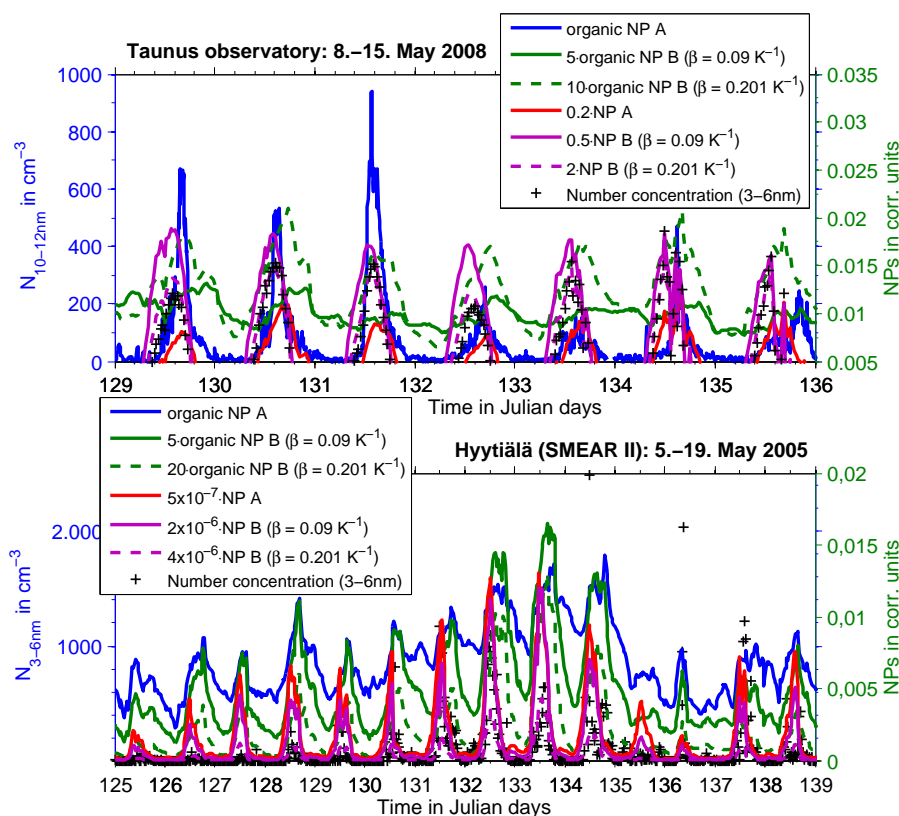 Taunus observatory: 8.−15. May 2008
organic NP A
5·organic NP B (β = 0.09 K−1)
10·organic NP B (β = 0.201 K−1)
0.2·NP A
0.5·NP B (β = 0.09 K−1)
2·NP B (β = 0.201 K−1)
Number concentration (3−6nm)
1000
800
600
400
200
0
N10−12nm in cm−3
0.035
0.03
0.025
0.02
0.015
0.01
0.005
NPs in corr. units
129 130 131 132 133 134 135 136
Time in Julian days
organic NP A
5·organic NP B (β = 0.09 K−1)
20·organic NP B (β = 0.201 K−1)
5x10−7·NP A
2x10−6·NP B (β = 0.09 K−1)
4x10−6·NP B (β = 0.201 K−1)
Number concentration (3−6nm)
Hyytiälä (SMEAR II): 5.−19. May 2005
2.000
1000
0
N3−6nm in cm−3
0,02
0,015
0.01
0.005
0
NPs in corr. units
125 126 127 128 129 130 131 132 133 134 135 136 137 138 139
Time in Julian days